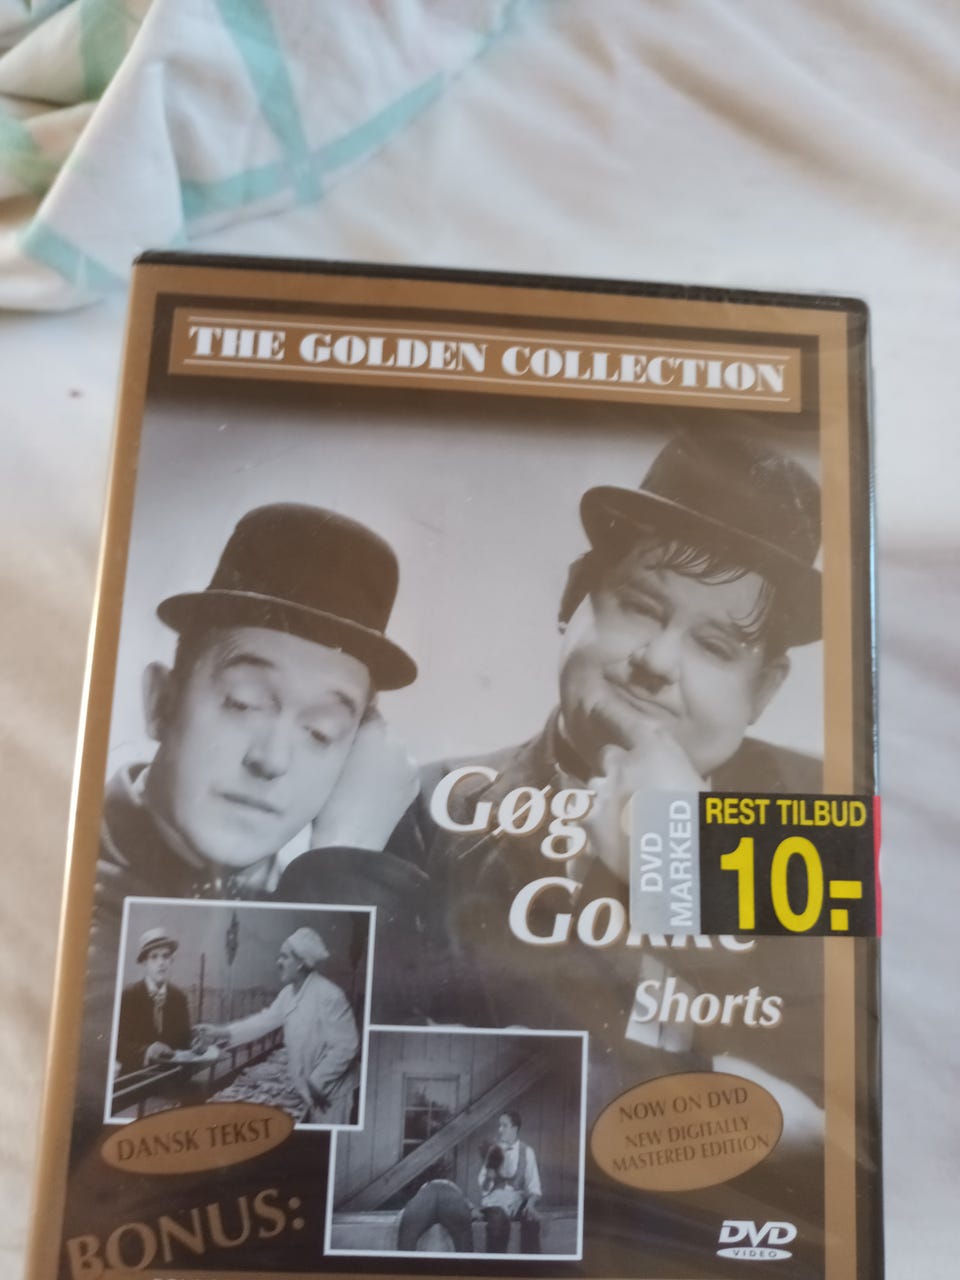 THE GOLDEN COLLECTION
Gøg
REST TILBUD
10.-
DVD
MARKED
Gokke
Shorts
DANSK TEKST
NOW ON DVD
NEW DIGITALLY
MASTERED EDITION
BONUS:
DVD
VIDEO